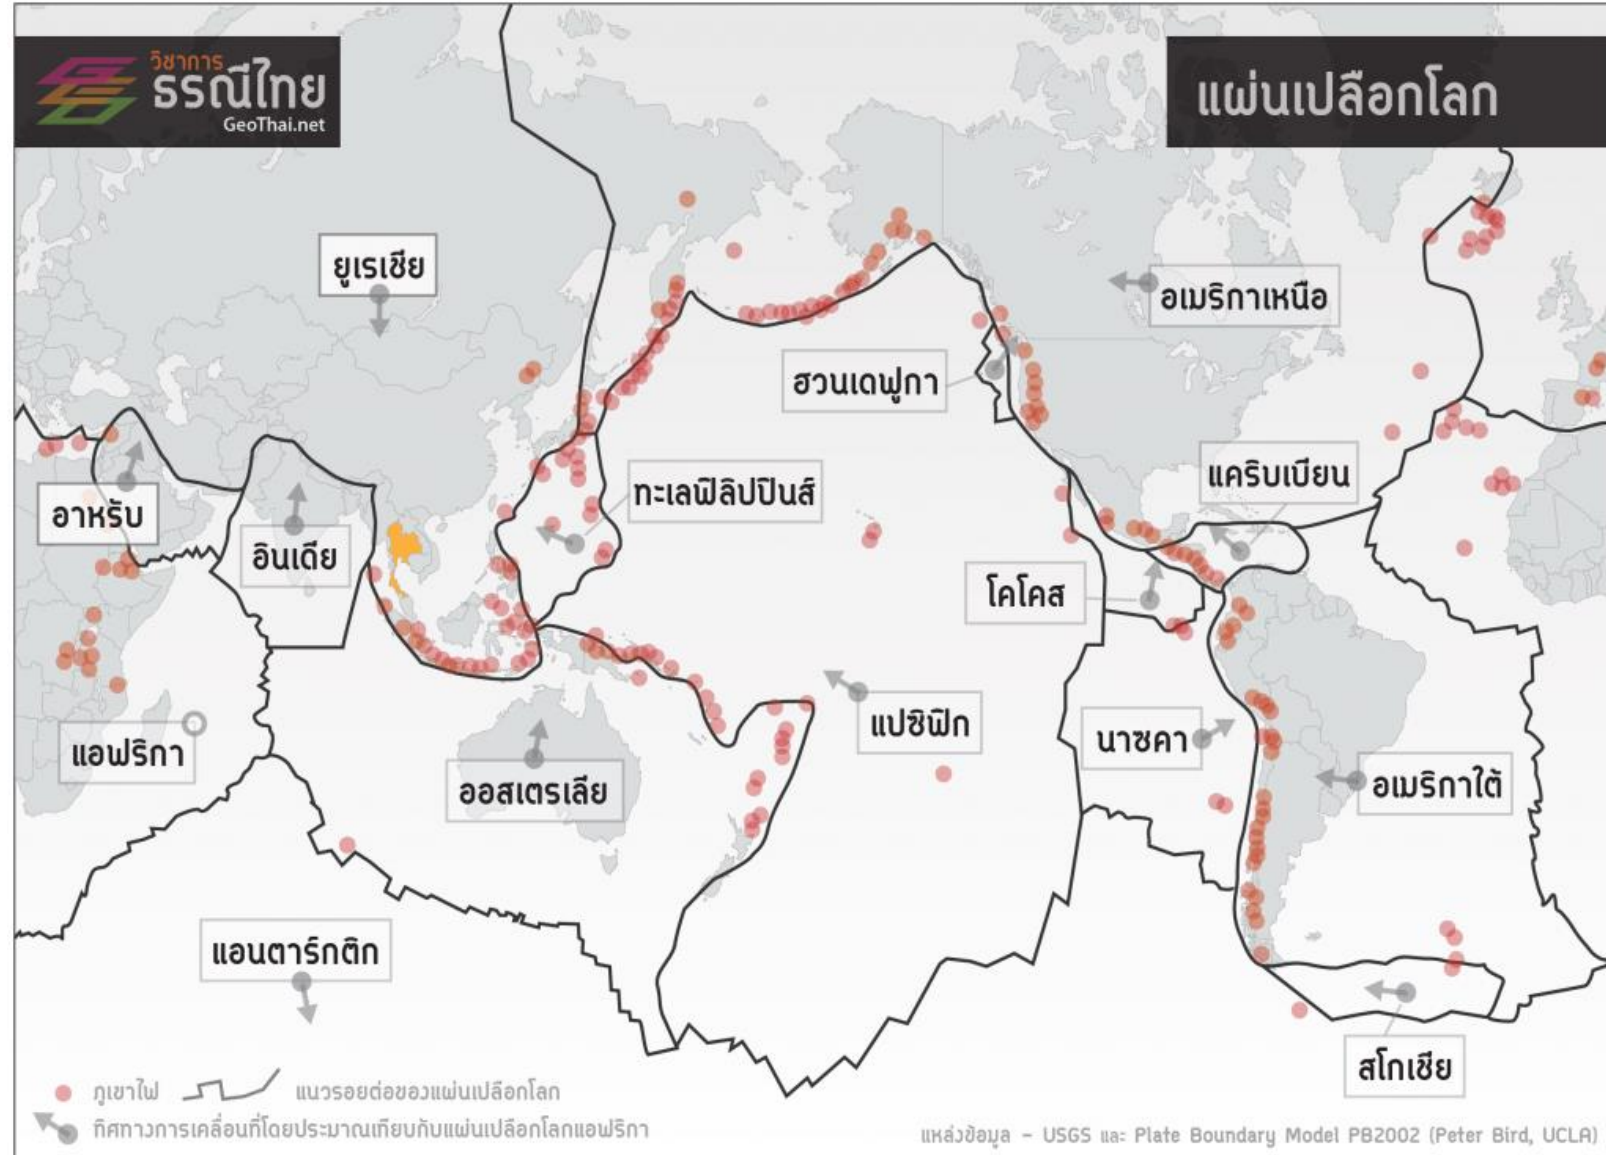 วิชาการ
ธรณีไทย
GeoThai.net
แผ่นเปลือกโลก
ยูเรเชีย
อเมริกาเหนือ
ฮวนเดฟูกา
แคริบเบียน
ทะเลฟิลิปปินส์
อาหรับ
อินเดีย
โคโคส
แปซิฟิก
นาซคา
แอฟริกา
ออสเตรเลีย
อเมริกาใต้
แอนตาร์กติก
สโกเชีย
ภูเขาไฟ
แนวรอยต่อของแผ่นเปลือกโลก
ทิศทางการเคลื่อนที่โดยประมาณเทียบกับแผ่นเปลือกโลกแอฟริกา
แหล่งข้อมูล - USGS และ Plate Boundary Model PB2002 (Peter Bird, UCLA)